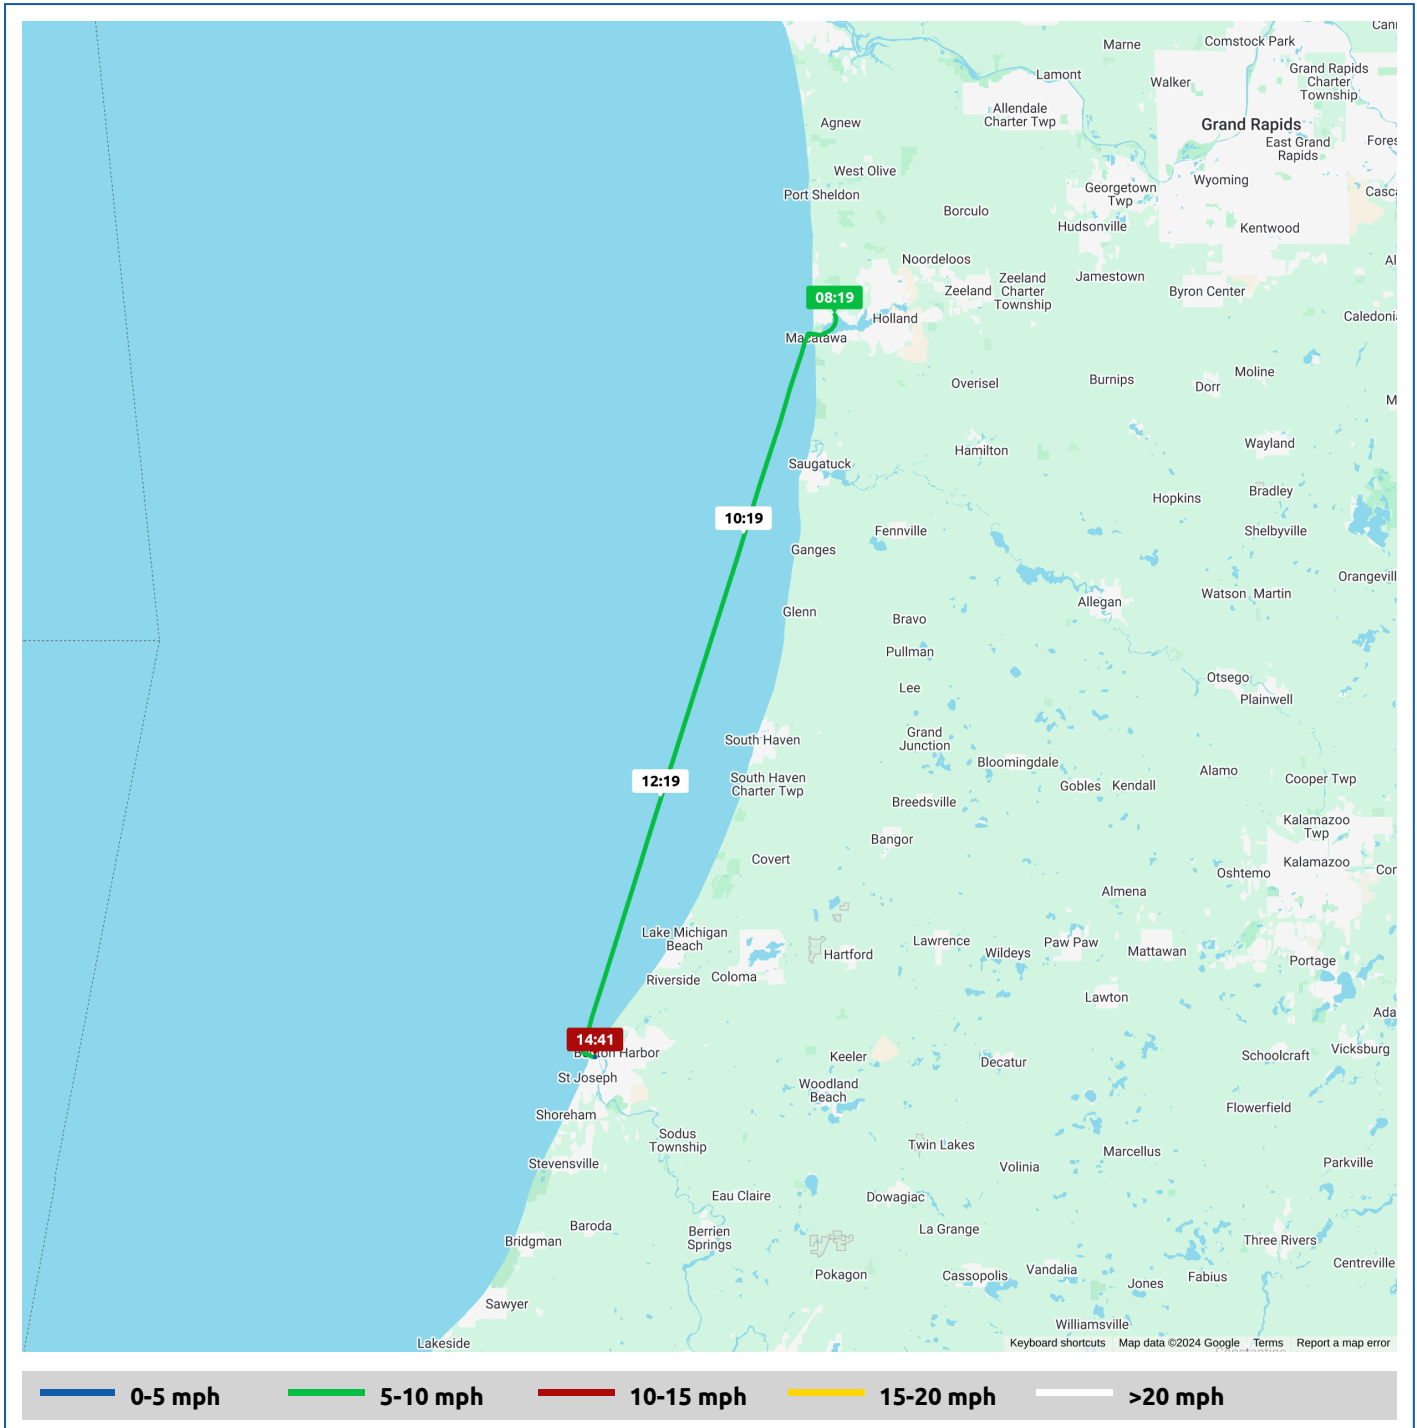 Marne
Comstock Park
Lamont
Walker
Grand Rapids
Charter
Township
Allendale
Charter Twp
Agnew
Grand Rapids
East Grand
Rapids
West Olive
Port Sheldon
Georgetown
Twp
Wyoming
Borculo
Hudsonville
Kentwood
Noordeloos
Zeeland
Zeeland
Charter
Township
Jamestown
Byron Center
08:19
Holland
Macatawa
Overisel
Burnips
Dorr
Moline
Saugatuck
Hamilton
Wayland
Hopkins
Bradley
10:19
Ganges
Fennville
Shelbyville
Glenn
Allegan
Watson
Martin
Bravo
Pullman
Lee
Otsego
Plainwell
South Haven
Grand
Junction
12:19
South Haven
Charter Twp
Bloomingdale
Gobles
Kendall
Alamo
Cooper Twp
Breedsville
Kalamazoo
Twp
Bangor
Covert
Kalamazoo
Oshtemo
Almena
Lake Michigan
Beach
Lawrence
Wildeys
Paw Paw
Mattawan
Hartford
Portage
Riverside
Coloma
Lawton
14:41
St Joseph
Keeler
Decatur
Schoolcraft
Vicksburg
Woodland
Beach
Shoreham
Flowerfield
Sodus
Township
Twin Lakes
Marcellus
Stevensville
Volinia
Parkville
Eau Claire
Dowagiac
Baroda
Berrien
Springs
La Grange
Bridgman
Three Rivers
Pokagon
Cassopolis
Vandalia
Jones
Fabius
Centreville
Sawyer
Williamsville
Lakeside
Keyboard shortcuts Map data ©2024 Google Terms Report a map error
0-5 mph 5-10 mph 10-15 mph 15-20 mph >20 mph